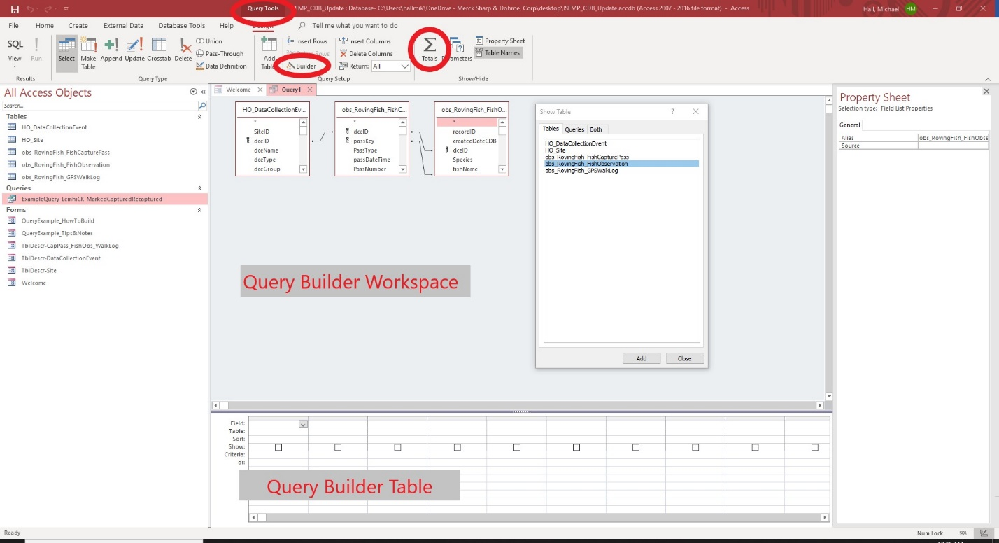 Query Tools
ISEMP_CDB_Update : Database- C:\Users\hallmik\OneDrive - Merck Sharp & Dohme, Corp\desktop\ISEMP_CDB_Update.accdb (Access 2007 - 2016 file format) - Access
Hall, Michael
HM
File Home Create External Data Database Tools Help Design Tell me what you want to do
SQL
View
Run
Results
Select
Make Table
Append
Update
Crosstab
Delete
Union
Pass-Through
Data Definition
Query Type
Add Table
Insert Rows
Delete Rows
Builder
Insert Columns
Delete Columns
Return: All
Query Setup
Totals
Parameters
Property Sheet
Table Names
Show/Hide
All Access Objects
Search...
Tables
HO_DataCollectionEvent
HO_Site
obs_RovingFish_FishCapturePass
obs_RovingFish_FishObservation
obs_RovingFish_GPSWalkLog
Queries
ExampleQuery_LemhiCK_MarkedCapturedRecaptured
Forms
QueryExample_HowToBuild
QueryExample_Tips&Notes
TblDescr-CapPass_FishObs_WalkLog
TblDescr-DataCollectionEvent
TblDescr-Site
Welcome
Welcome
Query1
HO_DataCollectionEv...
*
SiteID
dceID
dceName
dceType
dceGroup
obs_RovingFish_FishC...
*
dceID
passKey
PassType
passDateTime
PassNumber
obs_RovingFish_FishO...
*
recordID
createdDateCDB
dceID
Species
fishName
Show Table
?
Tables Queries Both
HO_DataCollectionEvent
HO_Site
obs_RovingFish_FishCapturePass
obs_RovingFish_FishObservation
obs_RovingFish_GPSWalkLog
Add
Close
Query Builder Workspace
Property Sheet
Selection type: Field List Properties
General
Alias obs_RovingFish_FishObse
Source
Field:
Table:
Sort:
Show:
Criteria:
or:
Query Builder Table
Ready
Num Lock
SQL